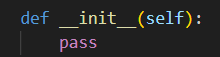 def __init__(self):
    pass